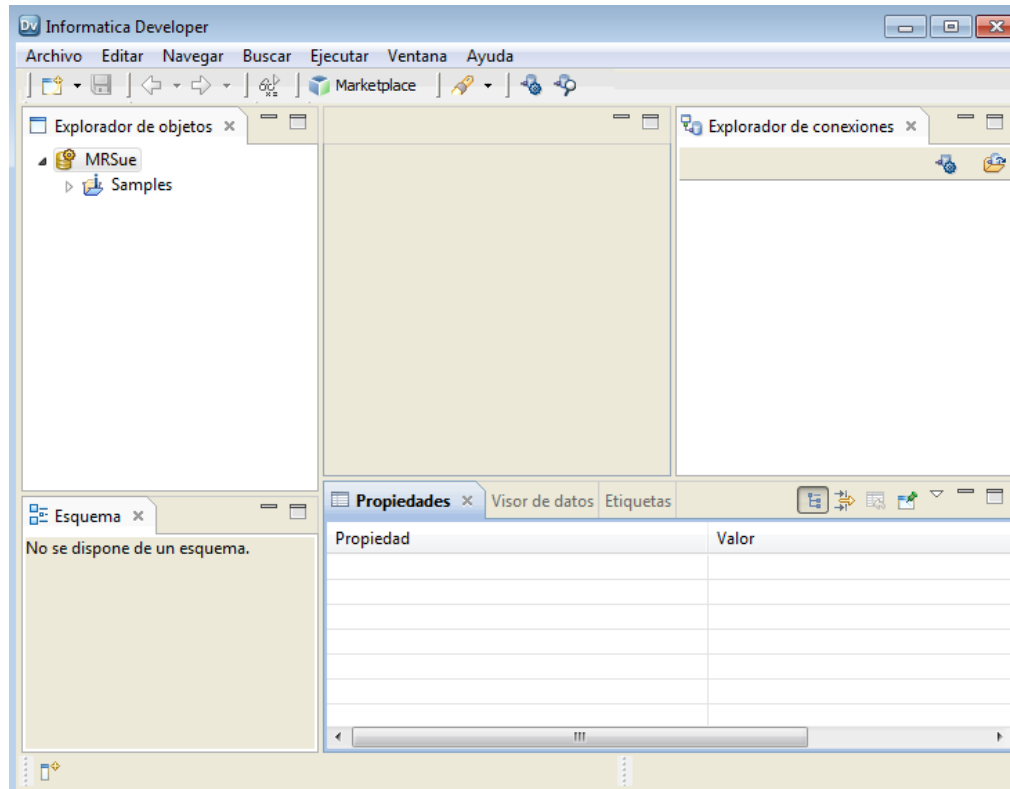 Dv Informatica Developer
Archivo Editar Navegar Buscar Ejecutar Ventana Ayuda
Marketplace
Explorador de objetos
MRSue
Samples
Explorador de conexiones
Esquema
No se dispone de un esquema.
Propiedades Visor de datos Etiquetas
Propiedad Valor